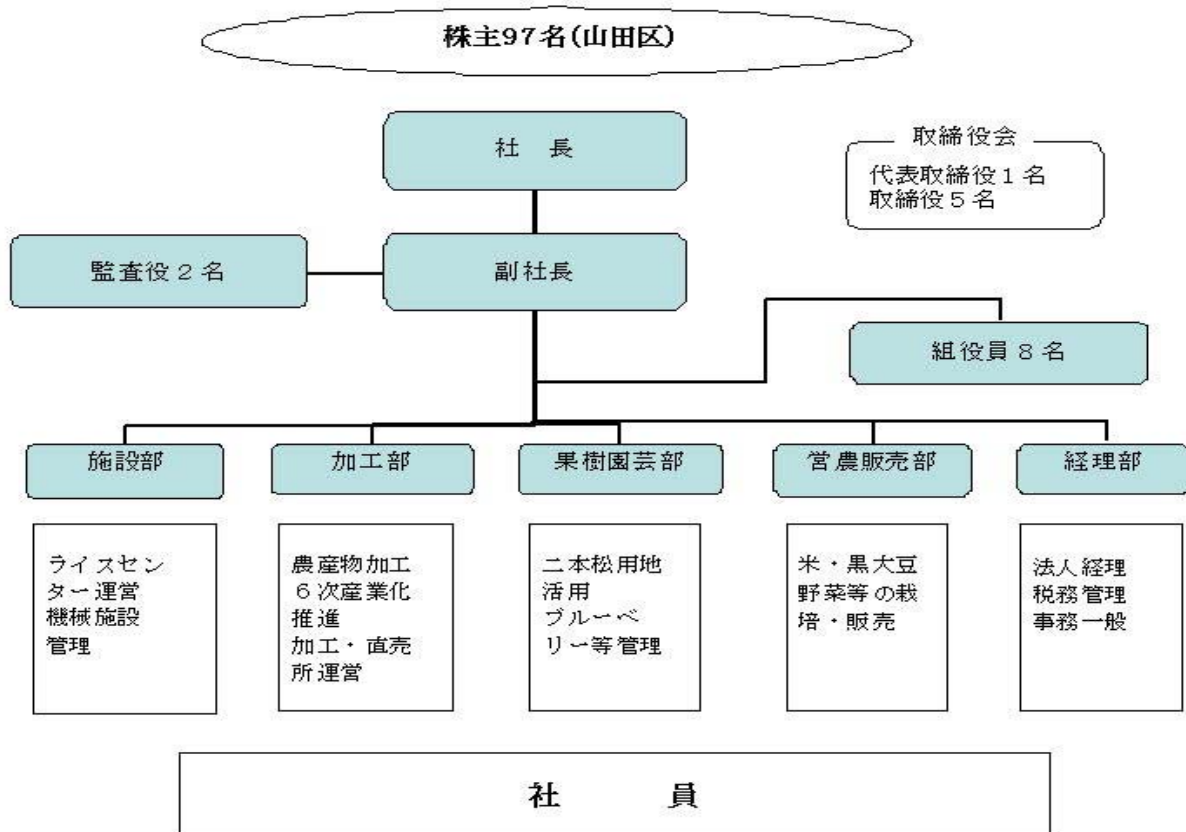 株主97名(山田区)
社　長
取締役会
代表取締役１名
取締役５名
監査役２名
副社長
組役員８名
施設部
加工部
果樹園芸部
営農販売部
経理部
ライスセン
ター運営
機械施設
管理
農産物加工
６次産業化
推進
加工・直売
所運営
二本松用地
活用
ブルーベ
リー等管理
米・黒大豆
野菜等の栽
培・販売
法人経理
税務管理
事務一般
社　　員